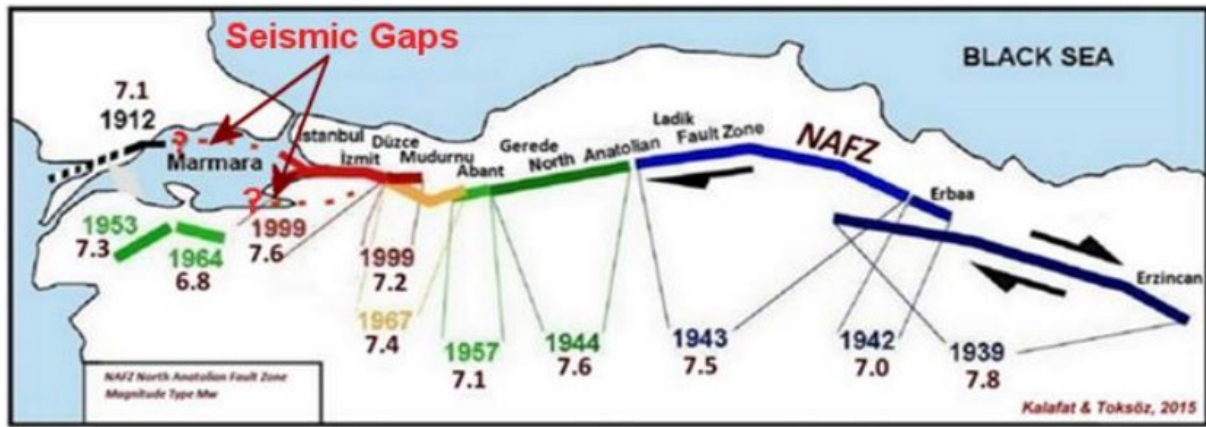 Seismic Gaps
BLACK SEA
7.1
1912
?
Marmara
İstanbul
Düzce
İzmit
Mudurnu
Abant
Gerede
North
Anatolian
Ladik
Fault Zone
NAFZ
Erbaa
Erzincan
?
1953
7.3
1964
6.8
1999
7.6
1999
7.2
1967
7.4
1957
7.1
1944
7.6
1943
7.5
1942
7.0
1939
7.8
NAFZ North Anatolian Fault Zone
Magnitude Type Mw
Kalafat & Toksöz, 2015